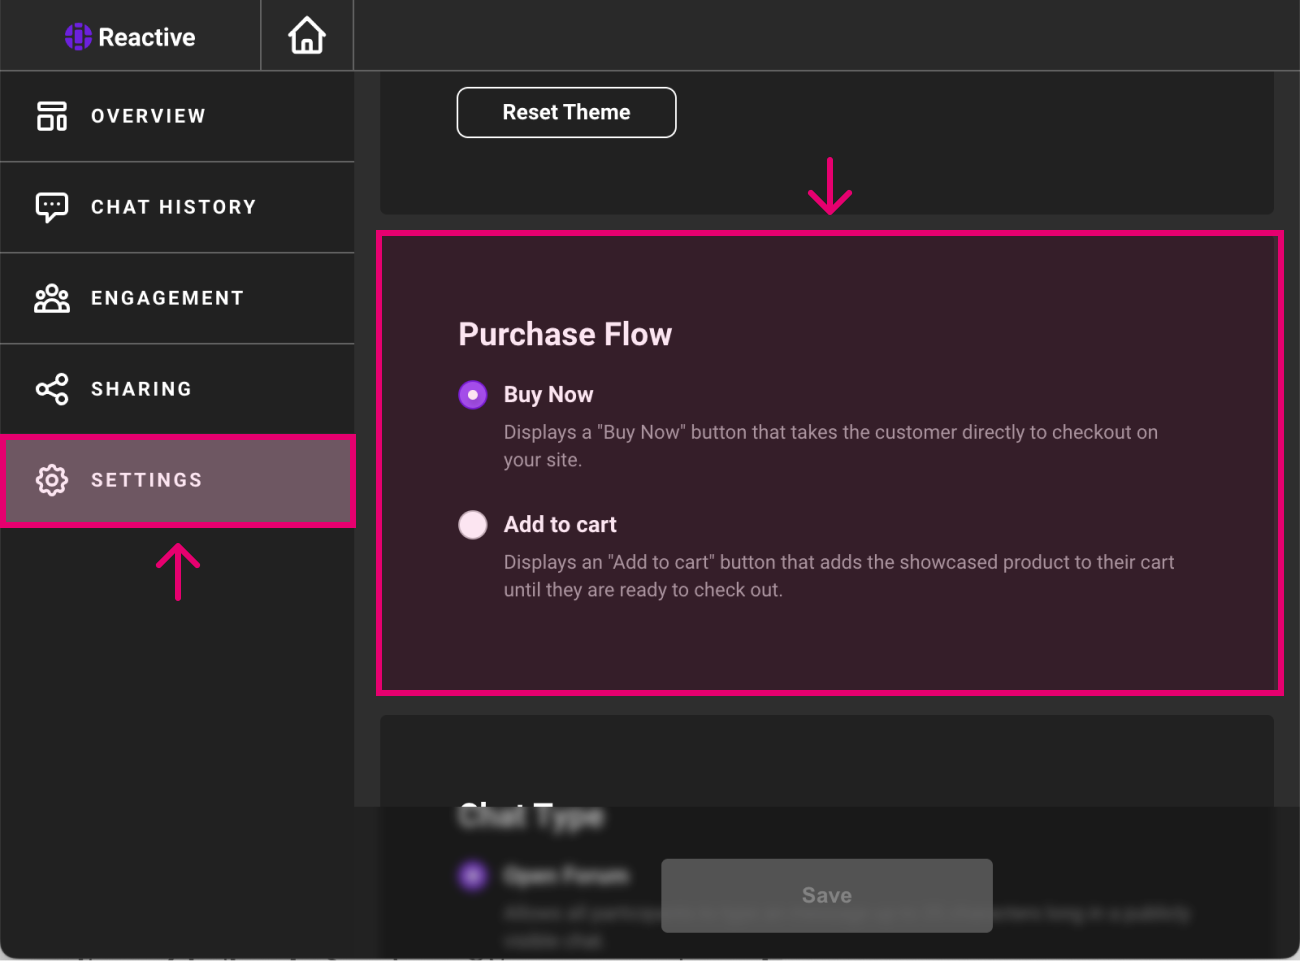 Reactive
OVERVIEW
CHAT HISTORY
ENGAGEMENT
SHARING
SETTINGS
Reset Theme
Purchase Flow
Buy Now
Displays a "Buy Now" button that takes the customer directly to checkout on
your site.
Add to cart
Displays an "Add to cart" button that adds the showcased product to their cart
until they are ready to check out.
Chat Type
Open Forum
Save